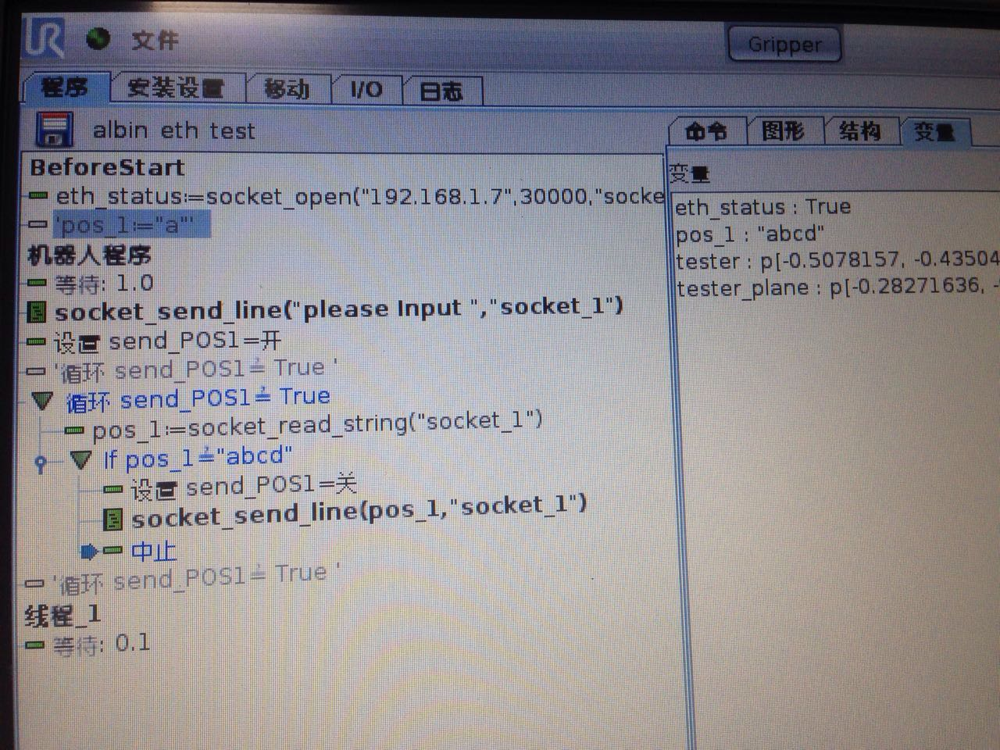 UR 文件 Gripper
程序 安装设置 移动 I/O 日志
albin eth test
命令 图形 结构 变量
BeforeStart
eth_status:=socket_open("192.168.1.7",30000,"socke
'pos_1:="a"'
机器人程序
等待: 1.0
socket_send_line("please Input ","socket_1")
设置 send_POS1=开
'循环 send_POS1≟ True '
循环 send_POS1≟ True
pos_1:=socket_read_string("socket_1")
If pos_1≟"abcd"
设置 send_POS1=关
socket_send_line(pos_1,"socket_1")
中止
'循环 send_POS1≟ True '
线程_1
等待: 0.1
变量
eth_status : True
pos_1 : "abcd"
tester : p[-0.5078157, -0.43504
tester_plane : p[-0.28271636, -